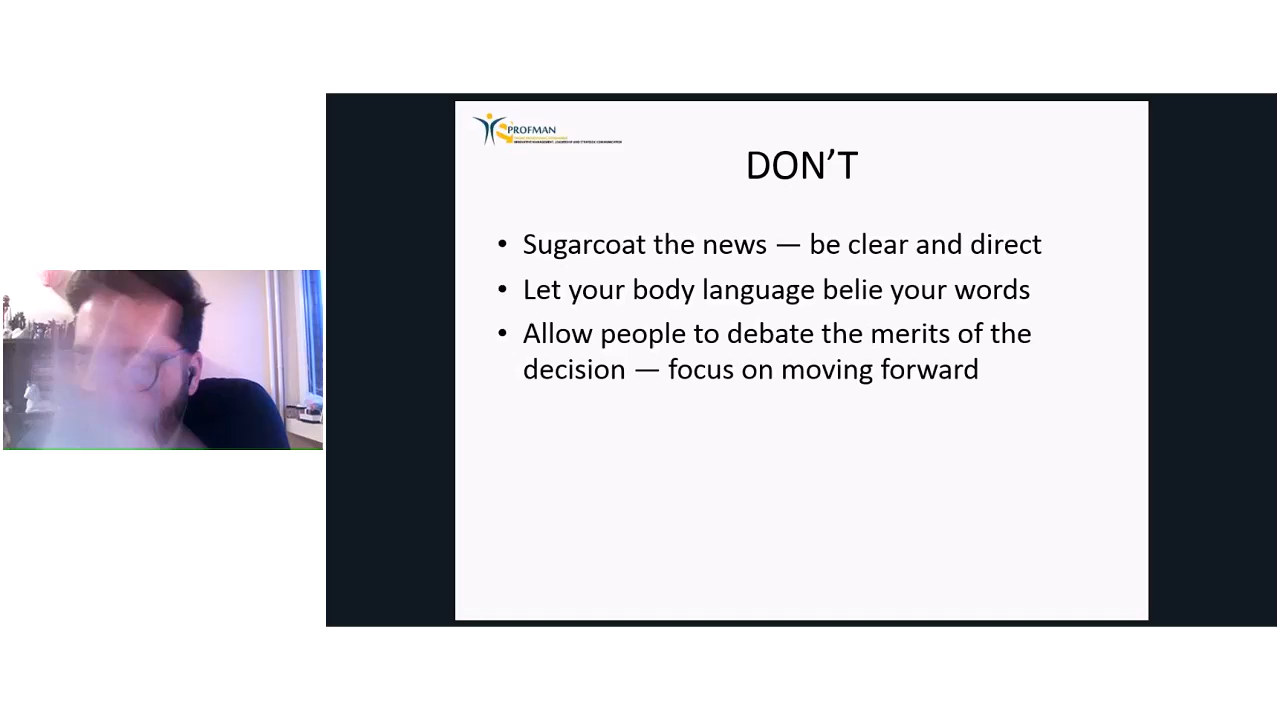 PROFMAN
DON’T
• Sugarcoat the news — be clear and direct
• Let your body language belie your words
• Allow people to debate the merits of the
decision — focus on moving forward